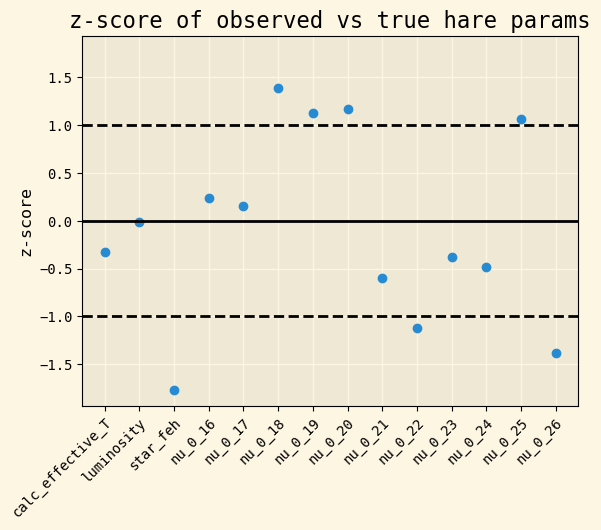 z-score of observed vs true hare params
z-score
1.5
1.0
0.5
0.0
−0.5
−1.0
−1.5
calc_effective_T
luminosity
star_feh
nu_0_16
nu_0_17
nu_0_18
nu_0_19
nu_0_20
nu_0_21
nu_0_22
nu_0_23
nu_0_24
nu_0_25
nu_0_26